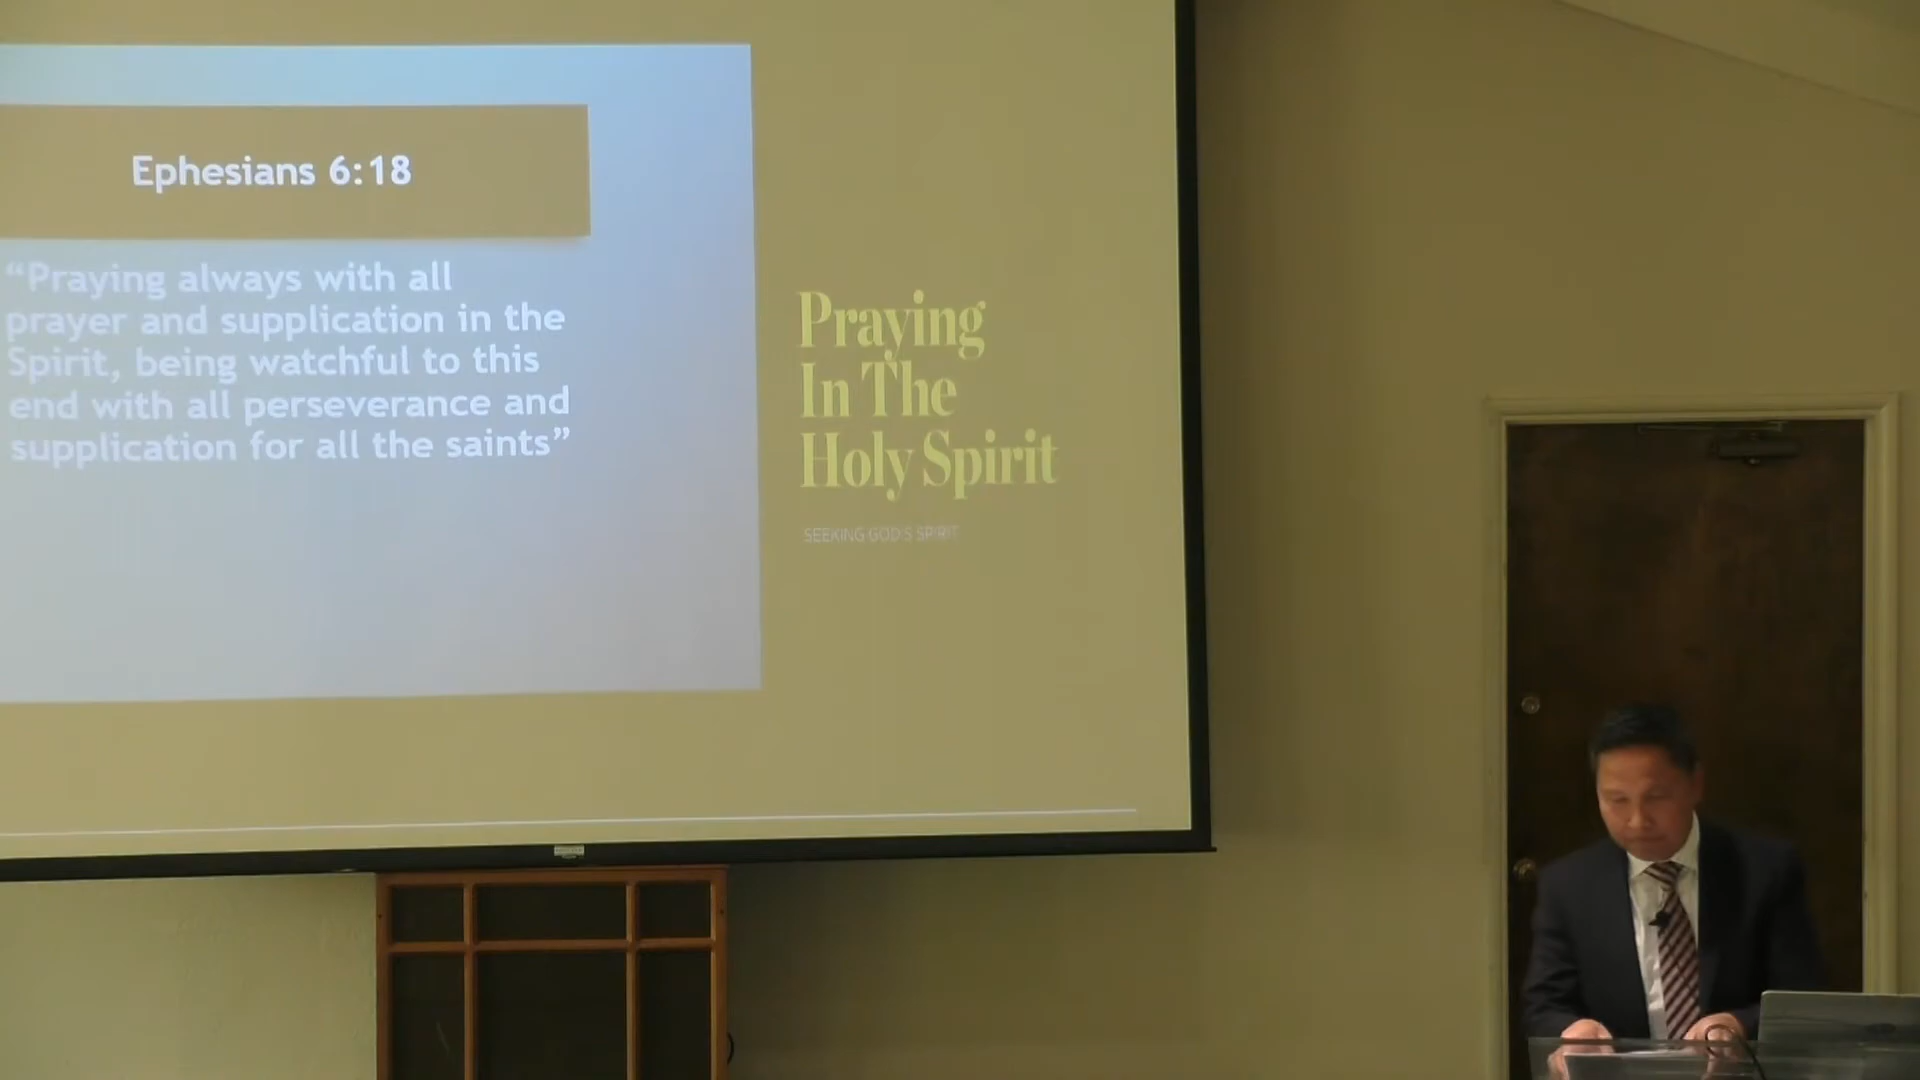 Ephesians 6:18
“Praying always with all
prayer and supplication in the
Spirit, being watchful to this
end with all perseverance and
supplication for all the saints”
Praying
In The
Holy Spirit
SEEKING GOD'S SPIRIT